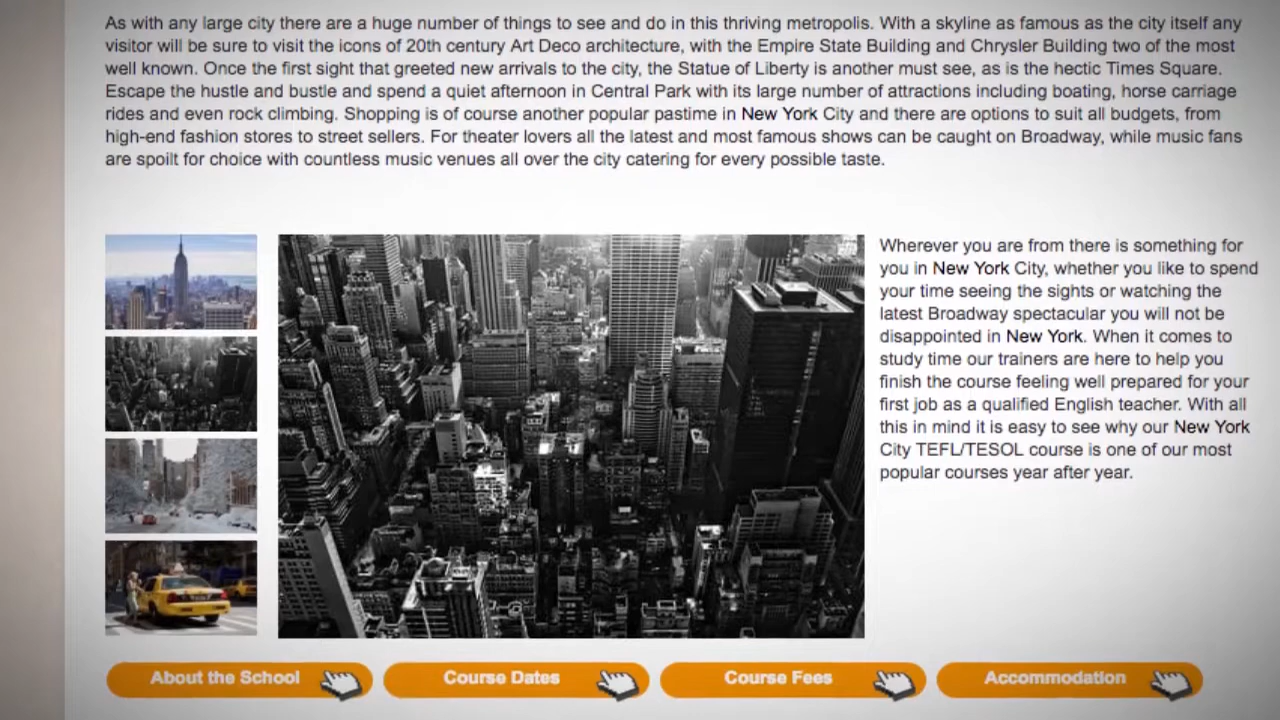 As with any large city there are a huge number of things to see and do in this thriving metropolis. With a skyline as famous as the city itself any
visitor will be sure to visit the icons of 20th century Art Deco architecture, with the Empire State Building and Chrysler Building two of the most
well known. Once the first sight that greeted new arrivals to the city, the Statue of Liberty is another must see, as is the hectic Times Square.
Escape the hustle and bustle and spend a quiet afternoon in Central Park with its large number of attractions including boating, horse carriage
rides and even rock climbing. Shopping is of course another popular pastime in New York City and there are options to suit all budgets, from
high-end fashion stores to street sellers. For theater lovers all the latest and most famous shows can be caught on Broadway, while music fans
are spoilt for choice with countless music venues all over the city catering for every possible taste.
Wherever you are from there is something for
you in New York City, whether you like to spend
your time seeing the sights or watching the
latest Broadway spectacular you will not be
disappointed in New York. When it comes to
study time our trainers are here to help you
finish the course feeling well prepared for your
first job as a qualified English teacher. With all
this in mind it is easy to see why our New York
City TEFL/TESOL course is one of our most
popular courses year after year.
About the School
Course Dates
Course Fees
Accommodation